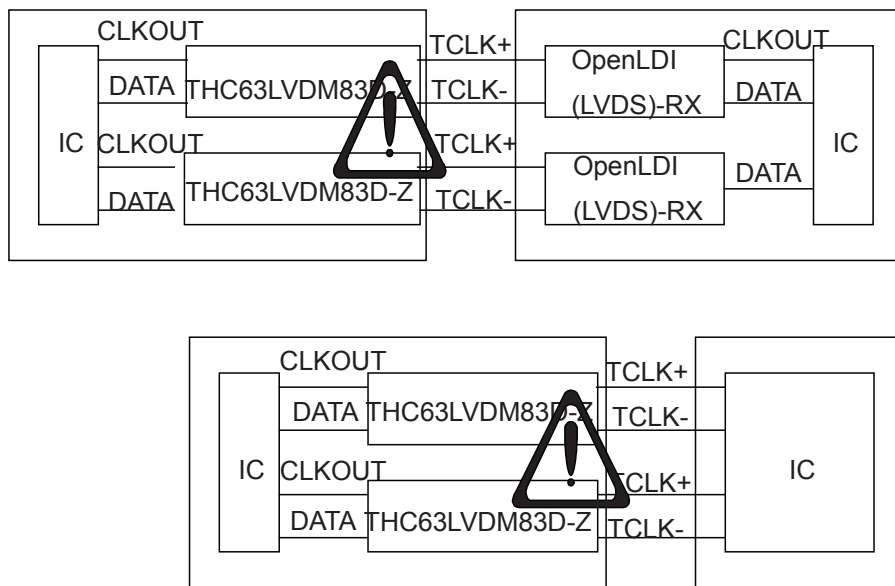 CLKOUT
TCLK+
CLKOUT
OpenLDI
DATA
THC63LVDM83D-Z
TCLK-
(LVDS)-RX
DATA
IC
CLKOUT
TCLK+
IC
OpenLDI
DATA
DATA
THC63LVDM83D-Z
TCLK-
(LVDS)-RX
CLKOUT
TCLK+
DATA
THC63LVDM83D-Z
TCLK-
IC
CLKOUT
TCLK+
IC
DATA
THC63LVDM83D-Z
TCLK-